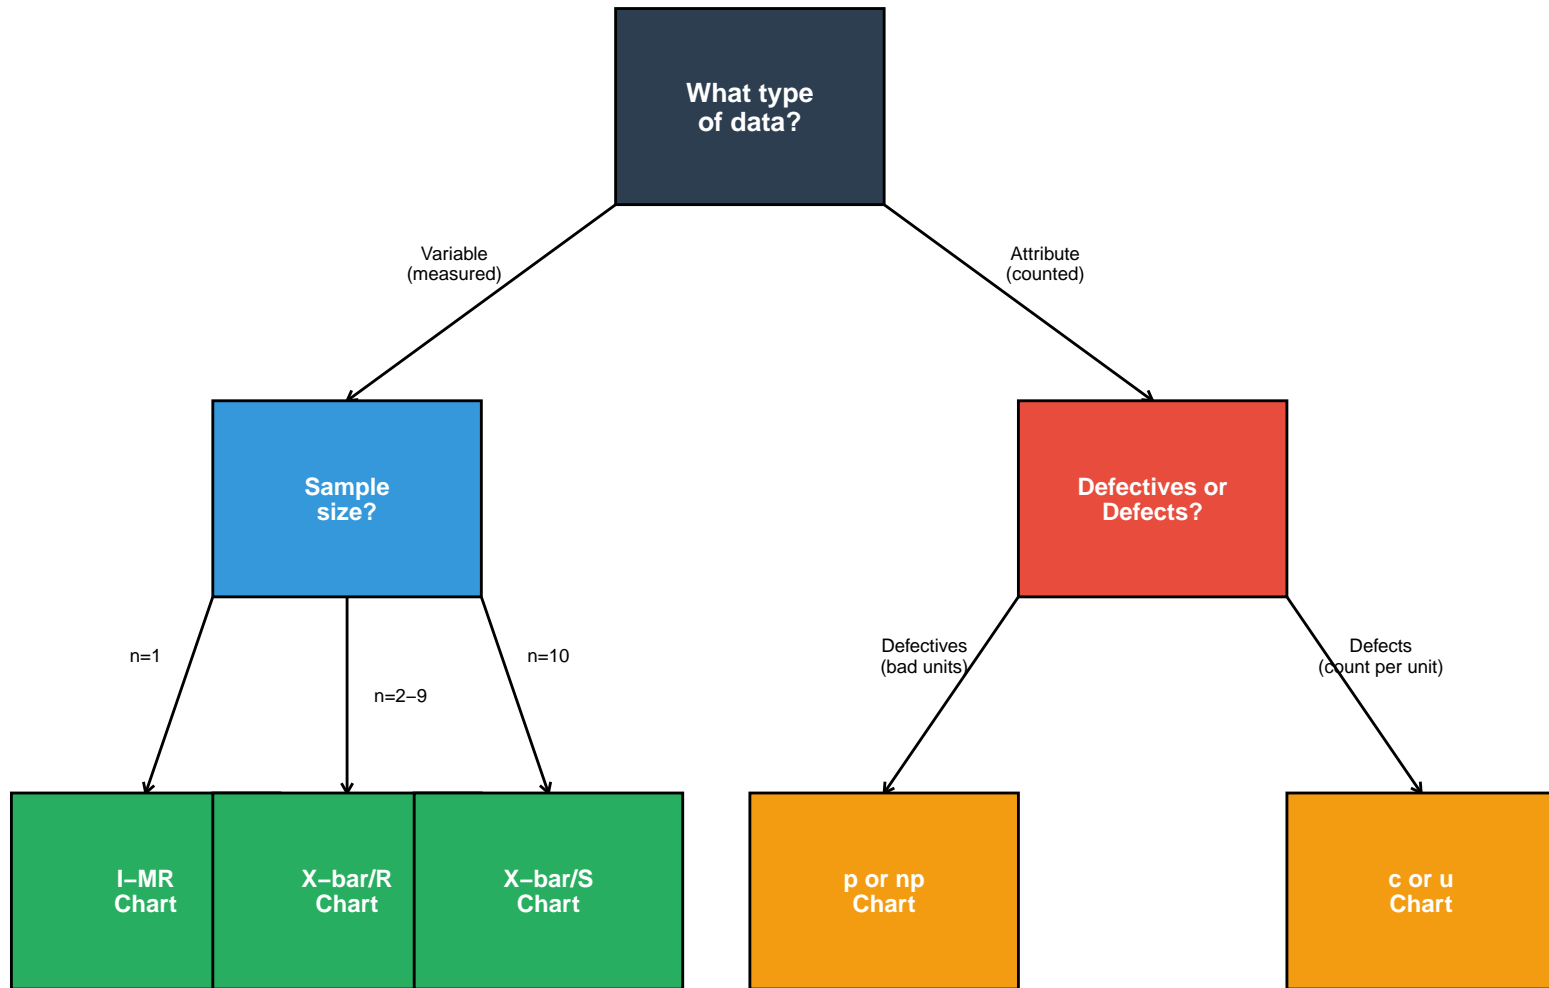 What type
of data?
Variable
(measured)
Attribute
(counted)
Sample
size?
Defectives or
Defects?
n=1
n=2−9
n=10
Defectives
(bad units)
Defects
(count per unit)
I−MR
Chart
X−bar/R
Chart
X−bar/S
Chart
p or np
Chart
c or u
Chart